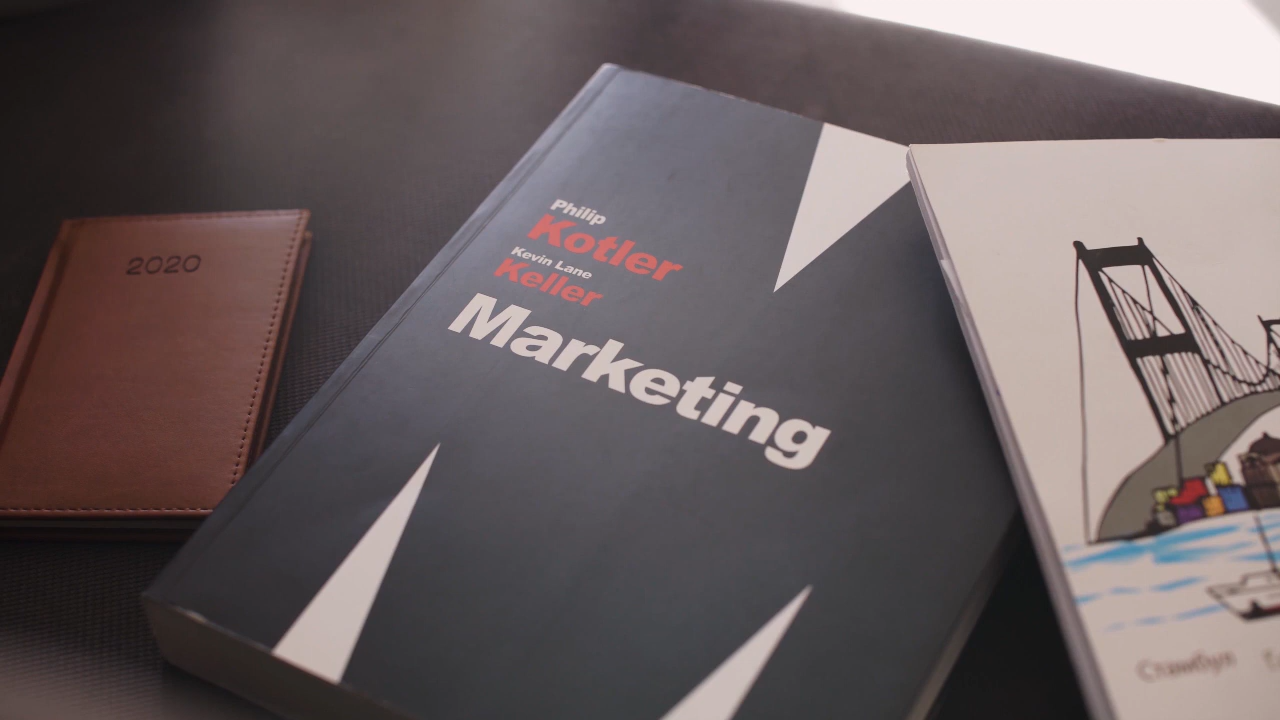 2020
Philip
Kotler
Kevin Lane
Keller
Marketing
Стамбул